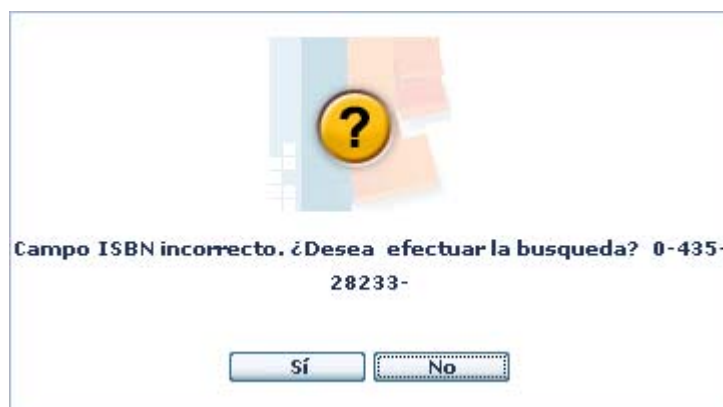 ?
Campo ISBN incorrecto. ¿Desea efectuar la busqueda? 0-435-
28233-
Sí No